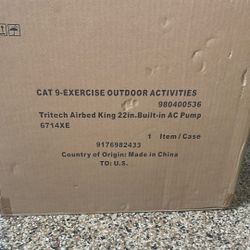 CAT 9-EXERCISE OUTDOOR ACTIVITIES
980400536
Tritech Airbed King 22in.Built-in AC Pump
6714XE
1 Item/Case
9176982433
Country of Origin: Made in China
TO: U.S.